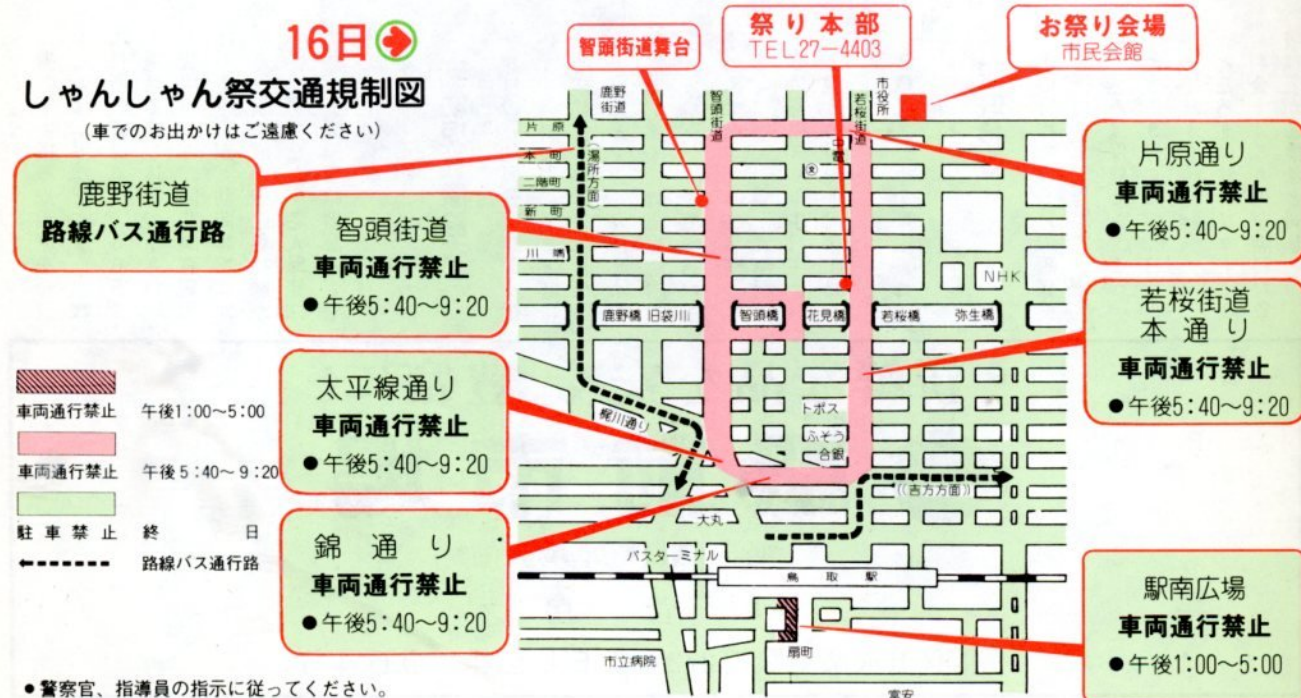 16日
しゃんしゃん祭交通規制図
(車でのお出かけはご遠慮ください)
智頭街道舞台
祭り本部
TEL27-4403
お祭り会場
市民会館
鹿野街道
路線バス通行路
智頭街道
車両通行禁止
●午後5:40〜9:20
太平線通り
車両通行禁止
●午後5:40〜9:20
錦通り
車両通行禁止
●午後5:40〜9:20
片原通り
車両通行禁止
●午後5:40〜9:20
若桜街道
本通り
車両通行禁止
●午後5:40〜9:20
駅南広場
車両通行禁止
●午後1:00〜5:00
車両通行禁止 午後1:00〜5:00
車両通行禁止 午後5:40〜9:20
駐車禁止 終日
路線バス通行路
鹿野
街道
智頭街道
若桜街道
市役所
片原
本町
二階町
新町
川端
(湯所方面)
中電
文
NHK
鹿野橋
旧袋川
智頭橋
花見橋
若桜橋
弥生橋
梶川通り
トポス
ふそう
合銀
((吉方方面))
大丸
バスターミナル
鳥取駅
市立病院
扇町
富安
●警察官、指導員の指示に従ってください。